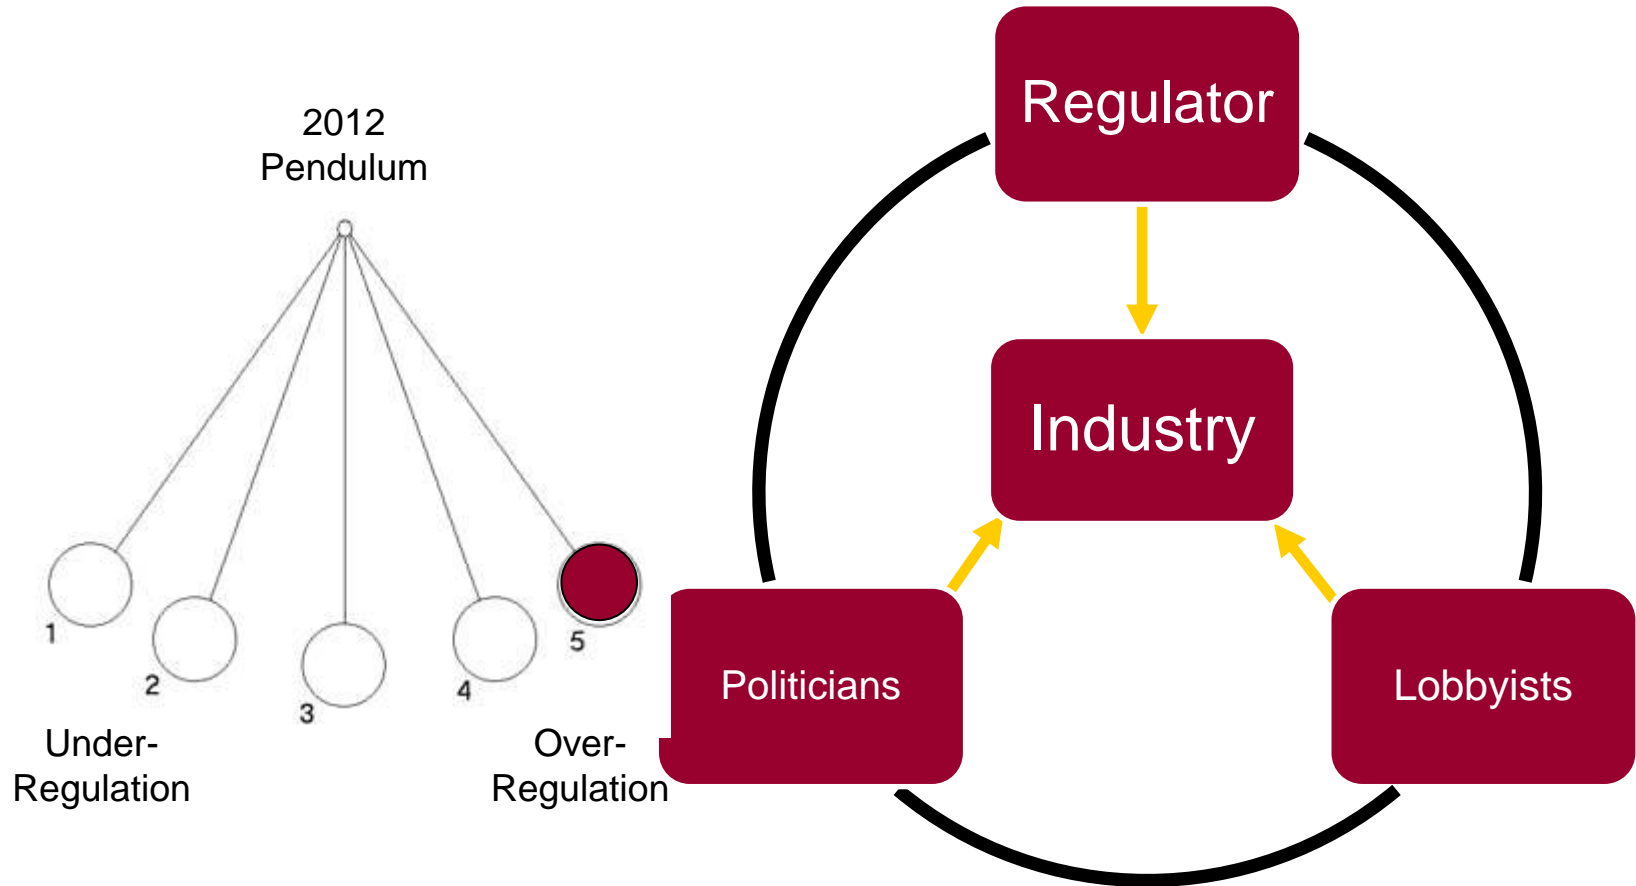 2012
Pendulum
1
2
3
4
5
Under-
Regulation
Over-
Regulation
Regulator
Industry
Politicians
Lobbyists